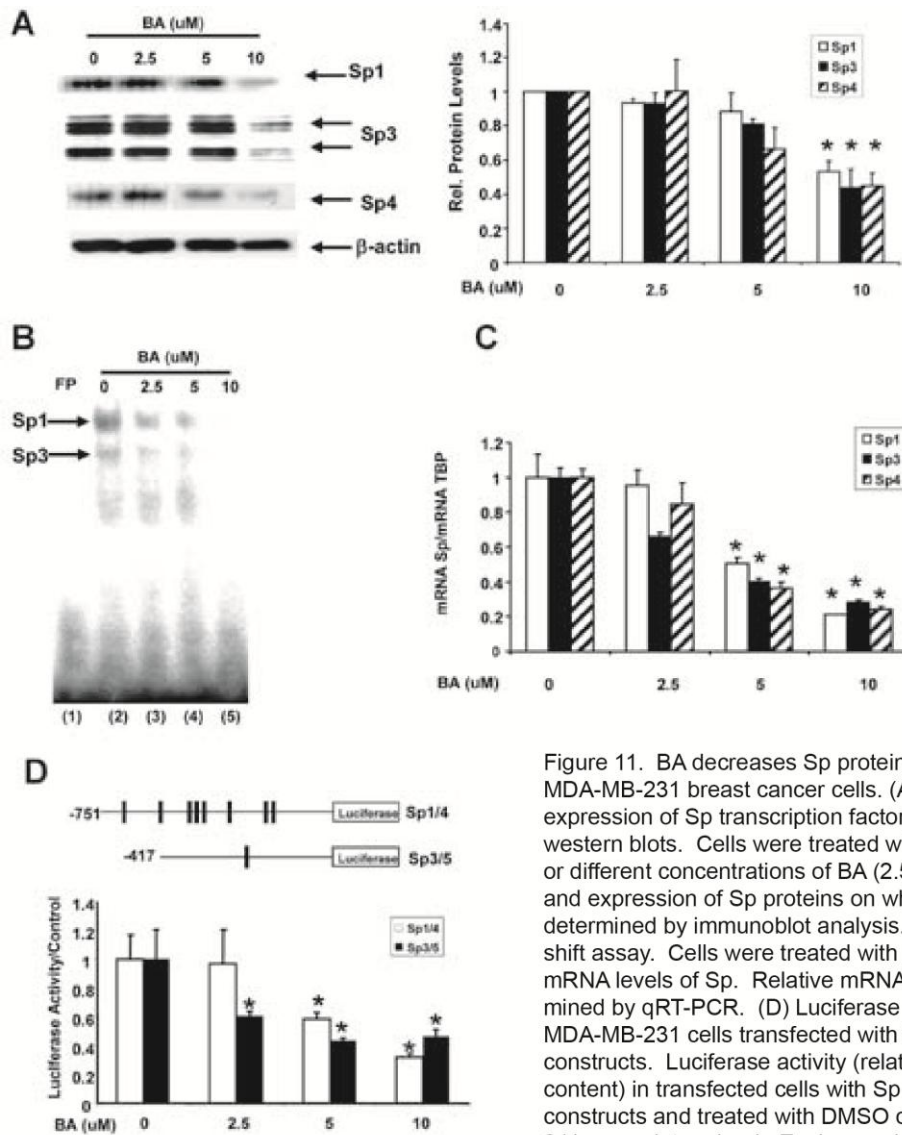 A
BA (uM)
0 2.5 5 10
Sp1
Sp3
Sp4
β-actin
1.4
1.2
1
0.8
0.6
0.4
0.2
0
Rel. Protein Levels
Sp1
Sp3
Sp4
* * *
BA (uM) 0 2.5 5 10
B
BA (uM)
FP 0 2.5 5 10
Sp1
Sp3
(1) (2) (3) (4) (5)
C
1.2
1
0.8
0.6
0.4
0.2
0
mRNA Sp/mRNA TBP
Sp1
Sp3
Sp4
* * *
* * *
BA (uM) 0 2.5 5 10
D
-751 Luciferase Sp1/4
-417 Luciferase Sp3/5
1.4
1.2
1
0.8
0.6
0.4
0.2
0
Luciferase Activity/Control
Sp1/4
Sp3/5
*
* *
* *
BA (uM) 0 2.5 5 10
Figure 11. BA decreases Sp protein
MDA-MB-231 breast cancer cells. (A
expression of Sp transcription factor
western blots. Cells were treated w
or different concentrations of BA (2.5
and expression of Sp proteins on wh
determined by immunoblot analysis.
shift assay. Cells were treated with
mRNA levels of Sp. Relative mRNA
mined by qRT-PCR. (D) Luciferase
MDA-MB-231 cells transfected with
constructs. Luciferase activity (relat
content) in transfected cells with Sp
constructs and treated with DMSO o